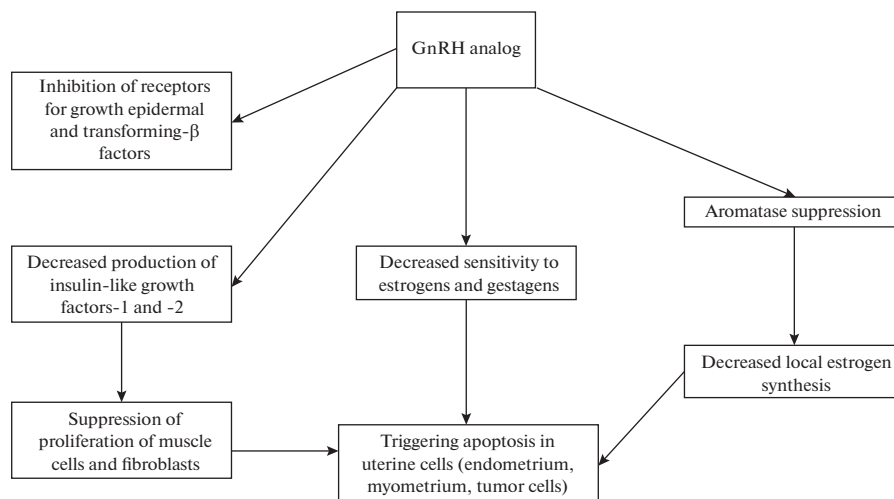 GnRH analog
Inhibition of receptors
for growth epidermal
and transforming-β
factors
Aromatase suppression
Decreased production of
insulin-like growth
factors-1 and -2
Decreased sensitivity to
estrogens and gestagens
Decreased local estrogen
synthesis
Suppression of
proliferation of muscle
cells and fibroblasts
Triggering apoptosis in
uterine cells (endometrium,
myometrium, tumor cells)